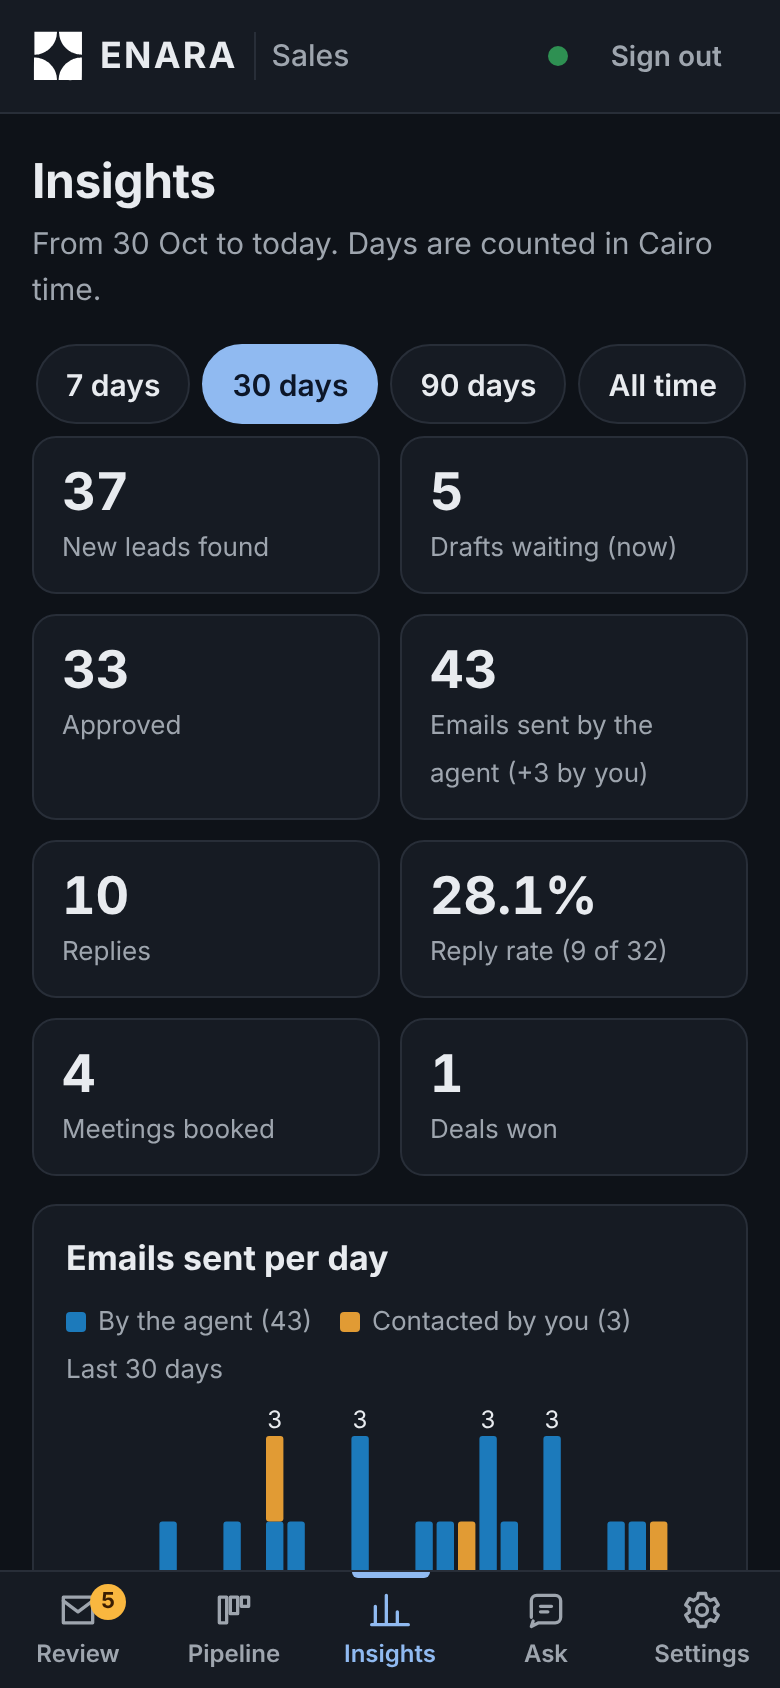 ENARA
Sales
Sign out
Insights
From 30 Oct to today. Days are counted in Cairo
time.
7 days
30 days
90 days
All time
37
New leads found
5
Drafts waiting (now)
33
Approved
43
Emails sent by the
agent (+3 by you)
10
Replies
28.1%
Reply rate (9 of 32)
4
Meetings booked
1
Deals won
Emails sent per day
By the agent (43)
Contacted by you (3)
Last 30 days
3
3
3
3
5
Review
Pipeline
Insights
Ask
Settings